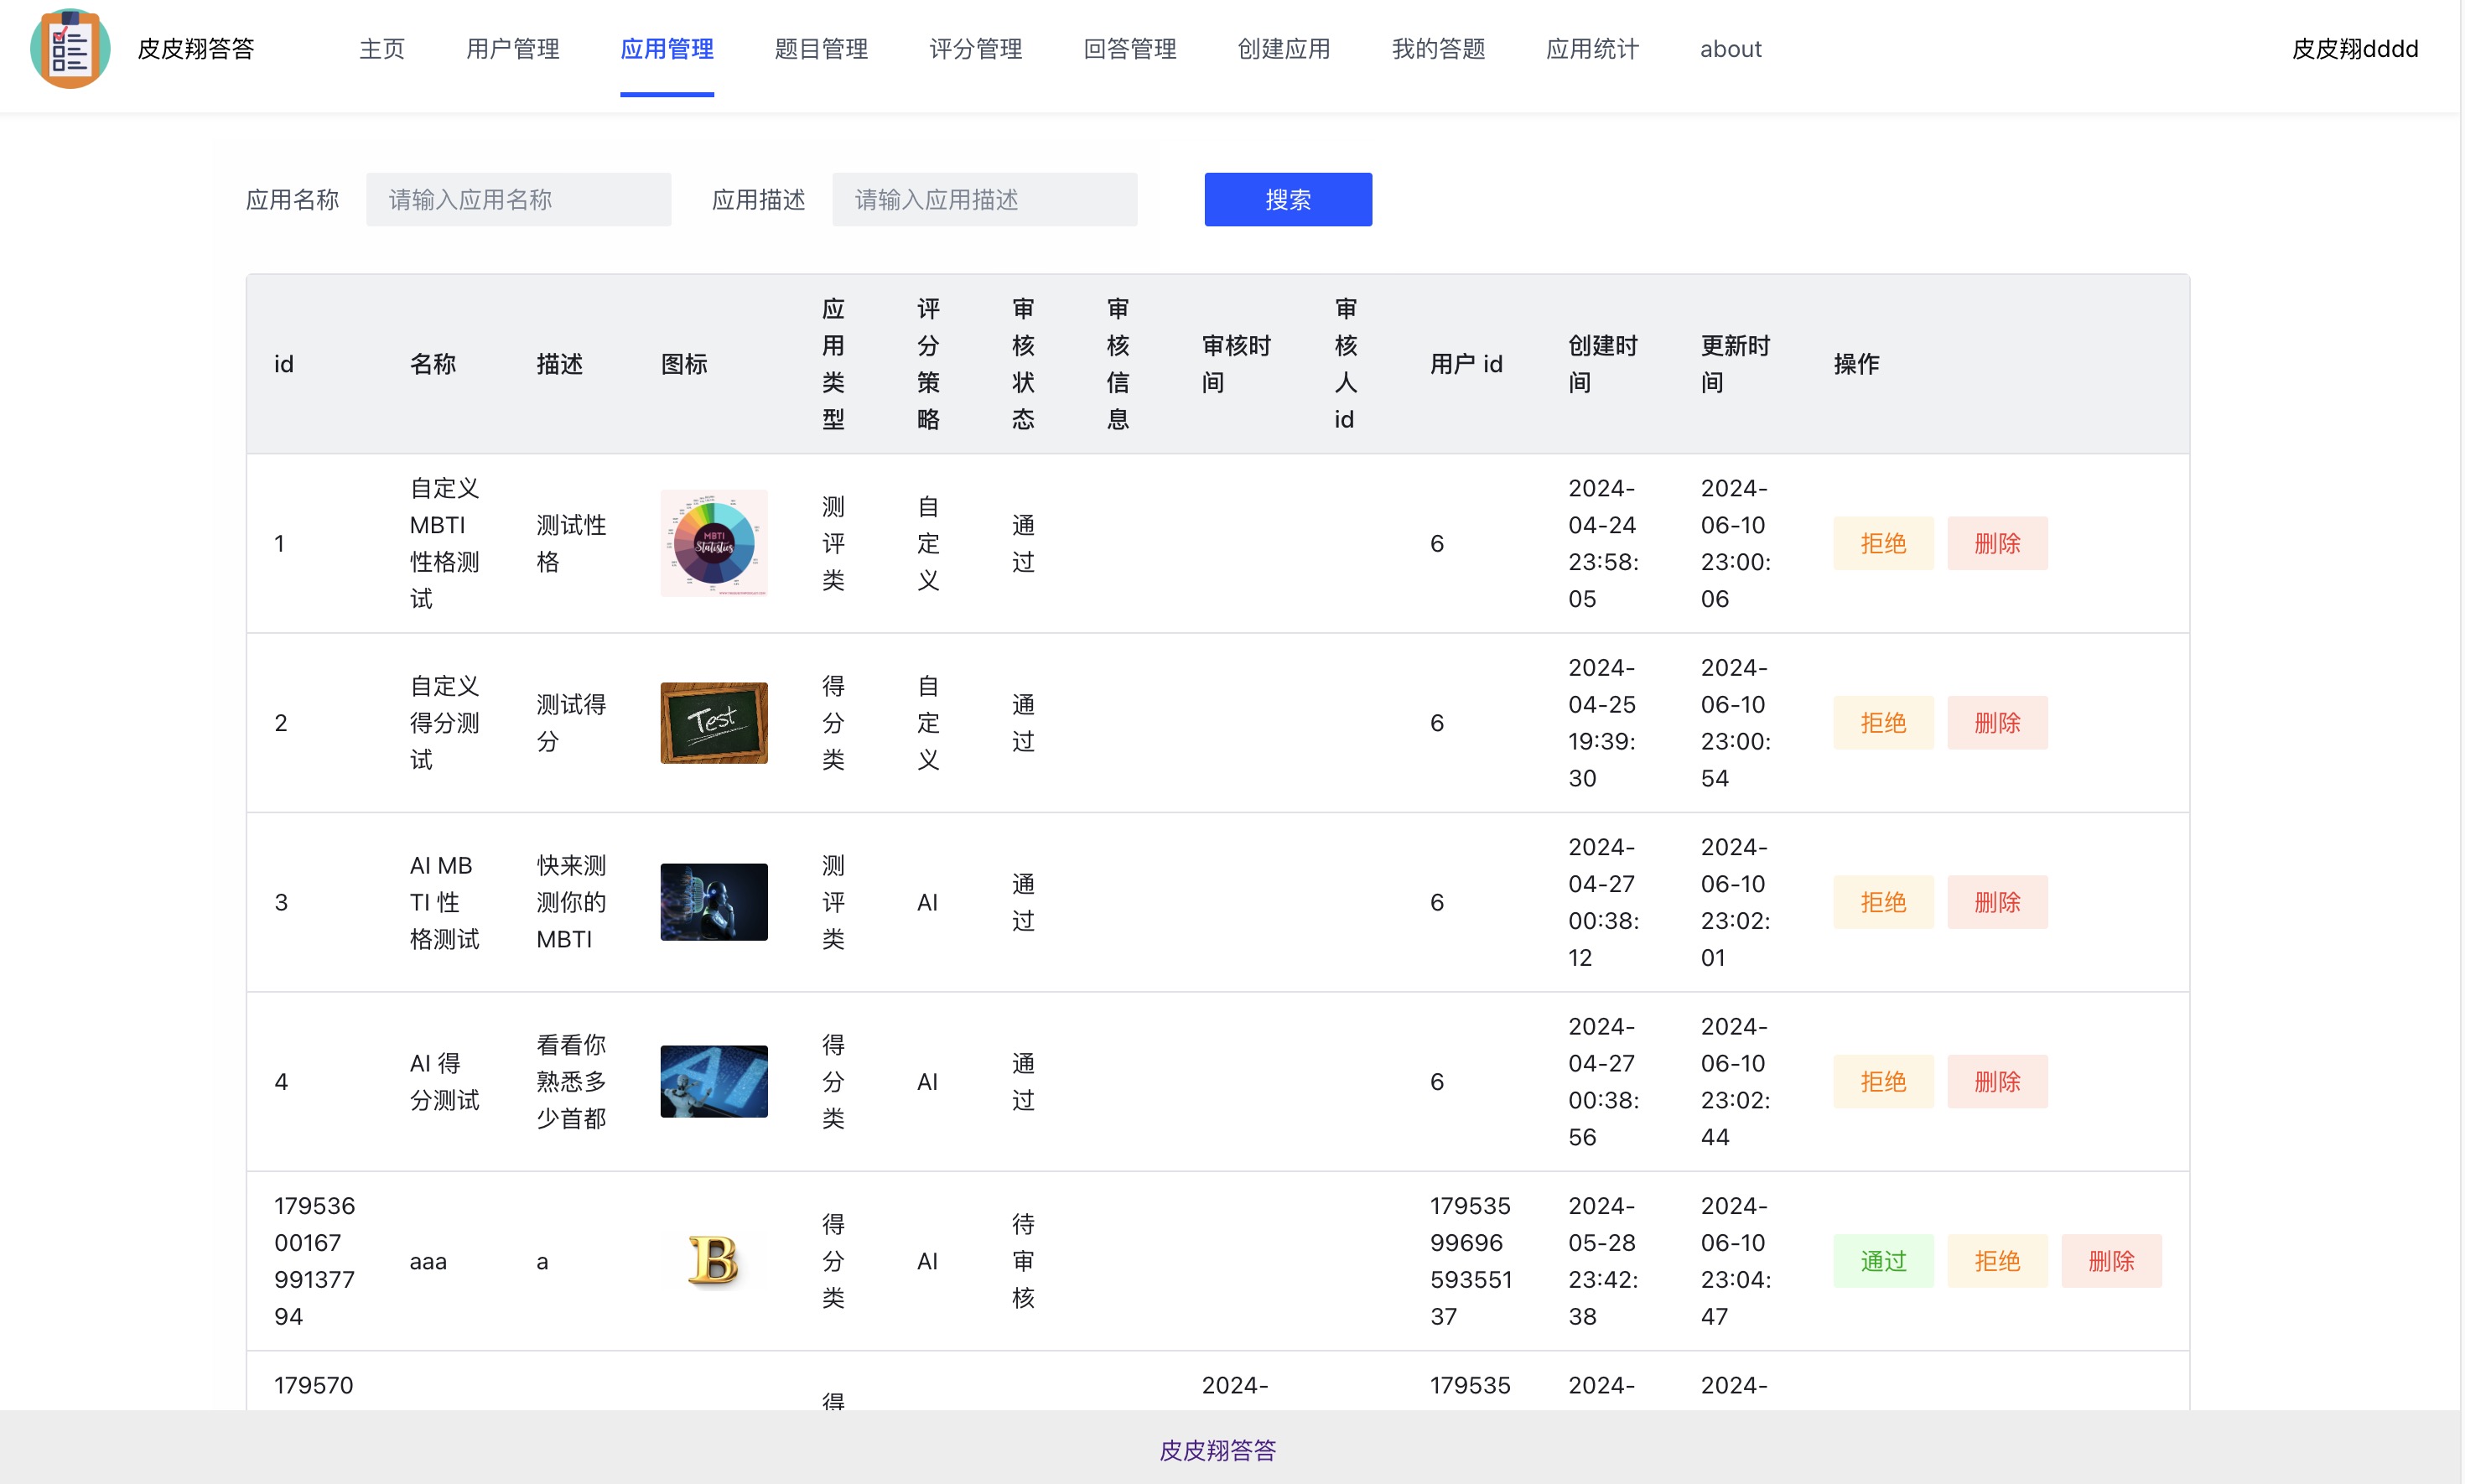 皮皮翔答答 主页 用户管理 应用管理 题目管理 评分管理 回答管理 创建应用 我的答题 应用统计 about 皮皮翔dddd
应用名称 请输入应用名称 应用描述 请输入应用描述 搜索
id 名称 描述 图标 应用类型 评分策略 审核状态 审核信息 审核时间 审核人 id 用户 id 创建时间 更新时间 操作
1
自定义
MBTI
性格测
试
测试性
格
MBTI
Statistics
测
评
类
自
定
义
通
过
6
2024-
04-24
23:58:
05
2024-
06-10
23:00:
06
拒绝 删除
2
自定义
得分测
试
测试得
分
Test
得
分
类
自
定
义
通
过
6
2024-
04-25
19:39:
30
2024-
06-10
23:00:
54
拒绝 删除
3
AI MB
TI 性
格测试
快来测
测你的
MBTI
测
评
类
AI
通
过
6
2024-
04-27
00:38:
12
2024-
06-10
23:02:
01
拒绝 删除
4
AI 得
分测试
看看你
熟悉多
少首都
AI
得
分
类
AI
通
过
6
2024-
04-27
00:38:
56
2024-
06-10
23:02:
44
拒绝 删除
179536
00167
991377
94
aaa
a
B
得
分
类
AI
待
审
核
179535
99696
593551
37
2024-
05-28
23:42:
38
2024-
06-10
23:04:
47
通过 拒绝 删除
179570
得
2024-
179535
2024-
2024-
皮皮翔答答